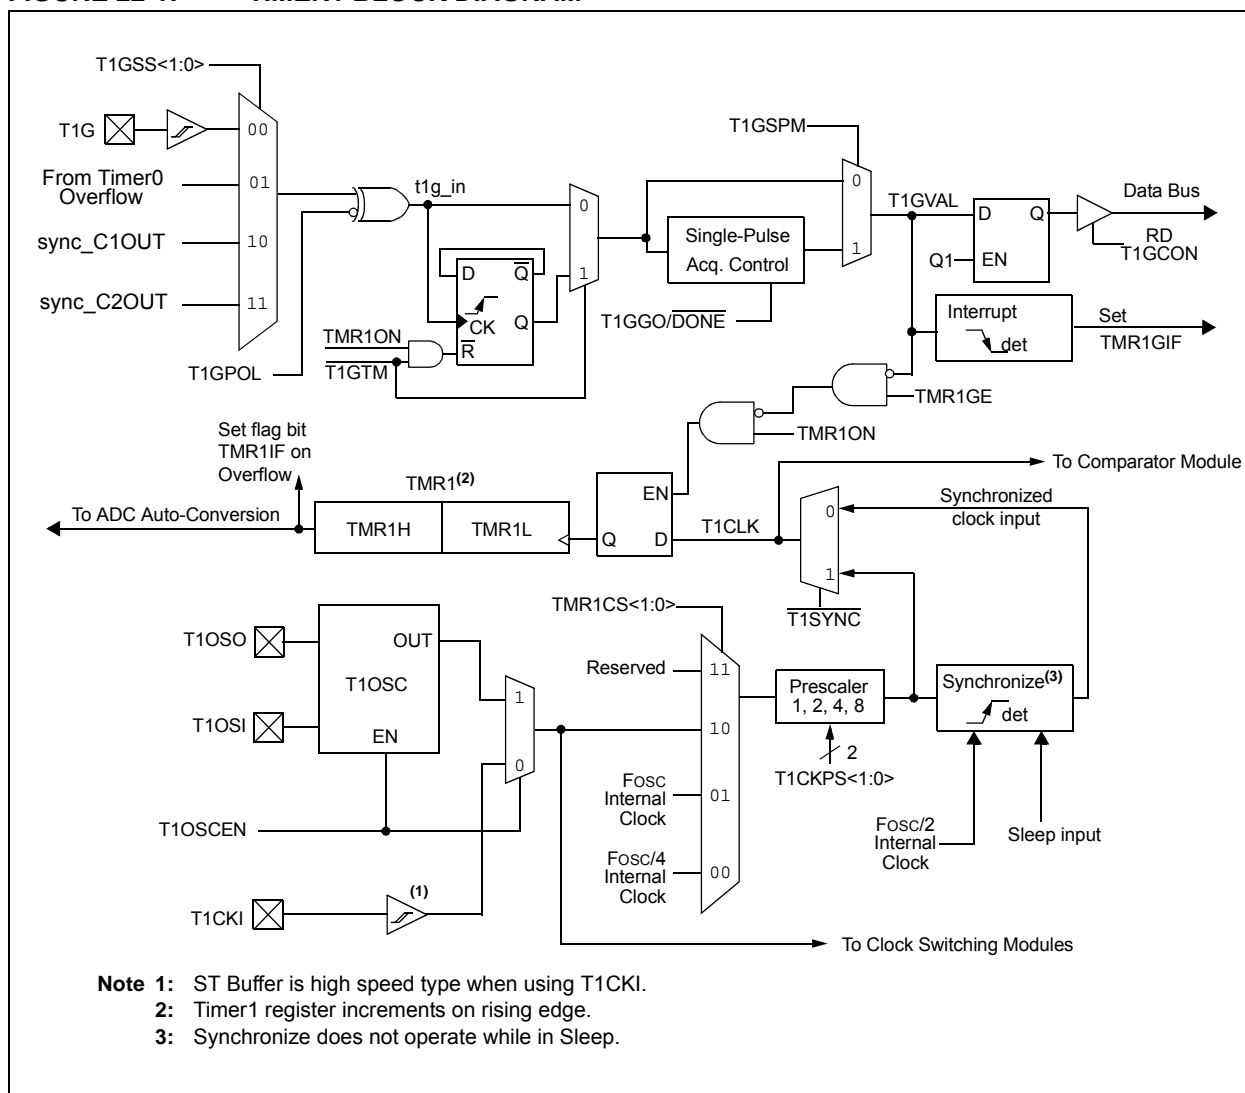 T1GSS<1:0>
T1G
00
From Timer0
Overflow
01
sync_C1OUT
10
sync_C2OUT
11
T1GPOL
t1g_in
D
Q
CK
Q
R
TMR1ON
T1GTM
0
1
Single-Pulse
Acq. Control
T1GGO/DONE
T1GSPM
0
1
T1GVAL
D
Q
Q1
EN
Data Bus
RD
T1GCON
Interrupt
det
Set
TMR1GIF
TMR1GE
TMR1ON
Set flag bit
TMR1IF on
Overflow
To ADC Auto-Conversion
TMR1(2)
TMR1H
TMR1L
EN
Q
D
T1CLK
To Comparator Module
0
1
Synchronized
clock input
T1SYNC
T1OSO
T1OSI
OUT
T1OSC
EN
1
0
T1OSCEN
T1CKI
(1)
TMR1CS<1:0>
Reserved
11
10
FOSC
Internal
Clock
01
FOSC/4
Internal
Clock
00
Prescaler
1, 2, 4, 8
2
T1CKPS<1:0>
Synchronize(3)
det
FOSC/2
Internal
Clock
Sleep input
To Clock Switching Modules
Note 1: ST Buffer is high speed type when using T1CKI.
2: Timer1 register increments on rising edge.
3: Synchronize does not operate while in Sleep.